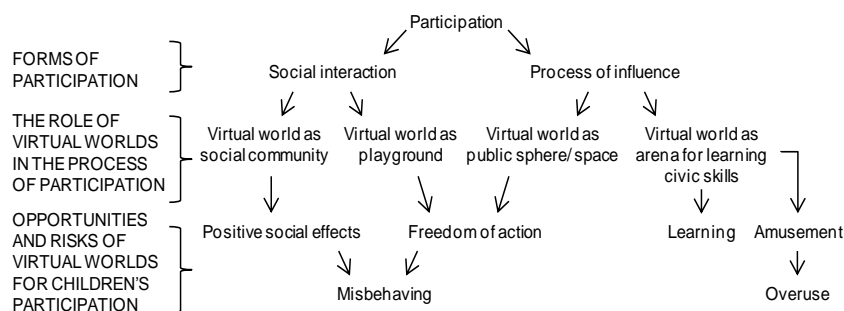 Participation
FORMS OF
PARTICIPATION
Social interaction
Process of influence
THE ROLE OF
VIRTUAL WORLDS
IN THE PROCESS
OF PARTICIPATION
Virtual world as
social community
Virtual world as
playground
Virtual world as
public sphere/ space
Virtual world as
arena for learning
civic skills
OPPORTUNITIES
AND RISKS OF
VIRTUAL WORLDS
FOR CHILDREN'S
PARTICIPATION
Positive social effects
Freedom of action
Learning
Amusement
Misbehaving
Overuse